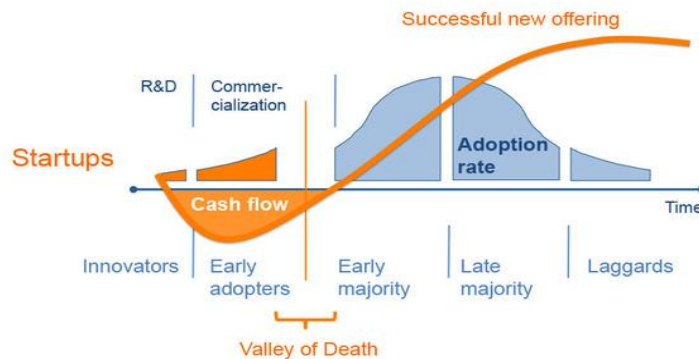 Successful new offering
R&D
Commer-
cialization
Startups
Adoption
rate
Cash flow
Time
Innovators
Early
adopters
Early
majority
Late
majority
Laggards
Valley of Death